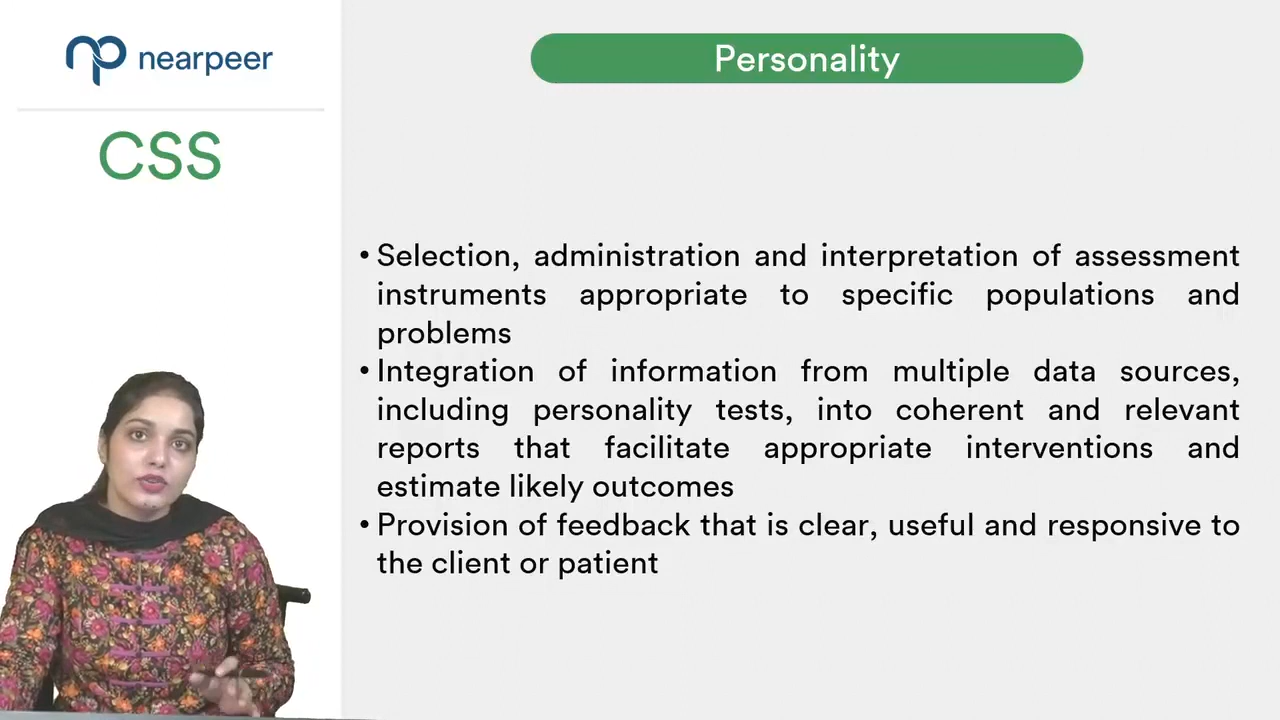 nearpeer
CSS
Personality
• Selection, administration and interpretation of assessment
instruments appropriate to specific populations and
problems
• Integration of information from multiple data sources,
including personality tests, into coherent and relevant
reports that facilitate appropriate interventions and
estimate likely outcomes
• Provision of feedback that is clear, useful and responsive to
the client or patient